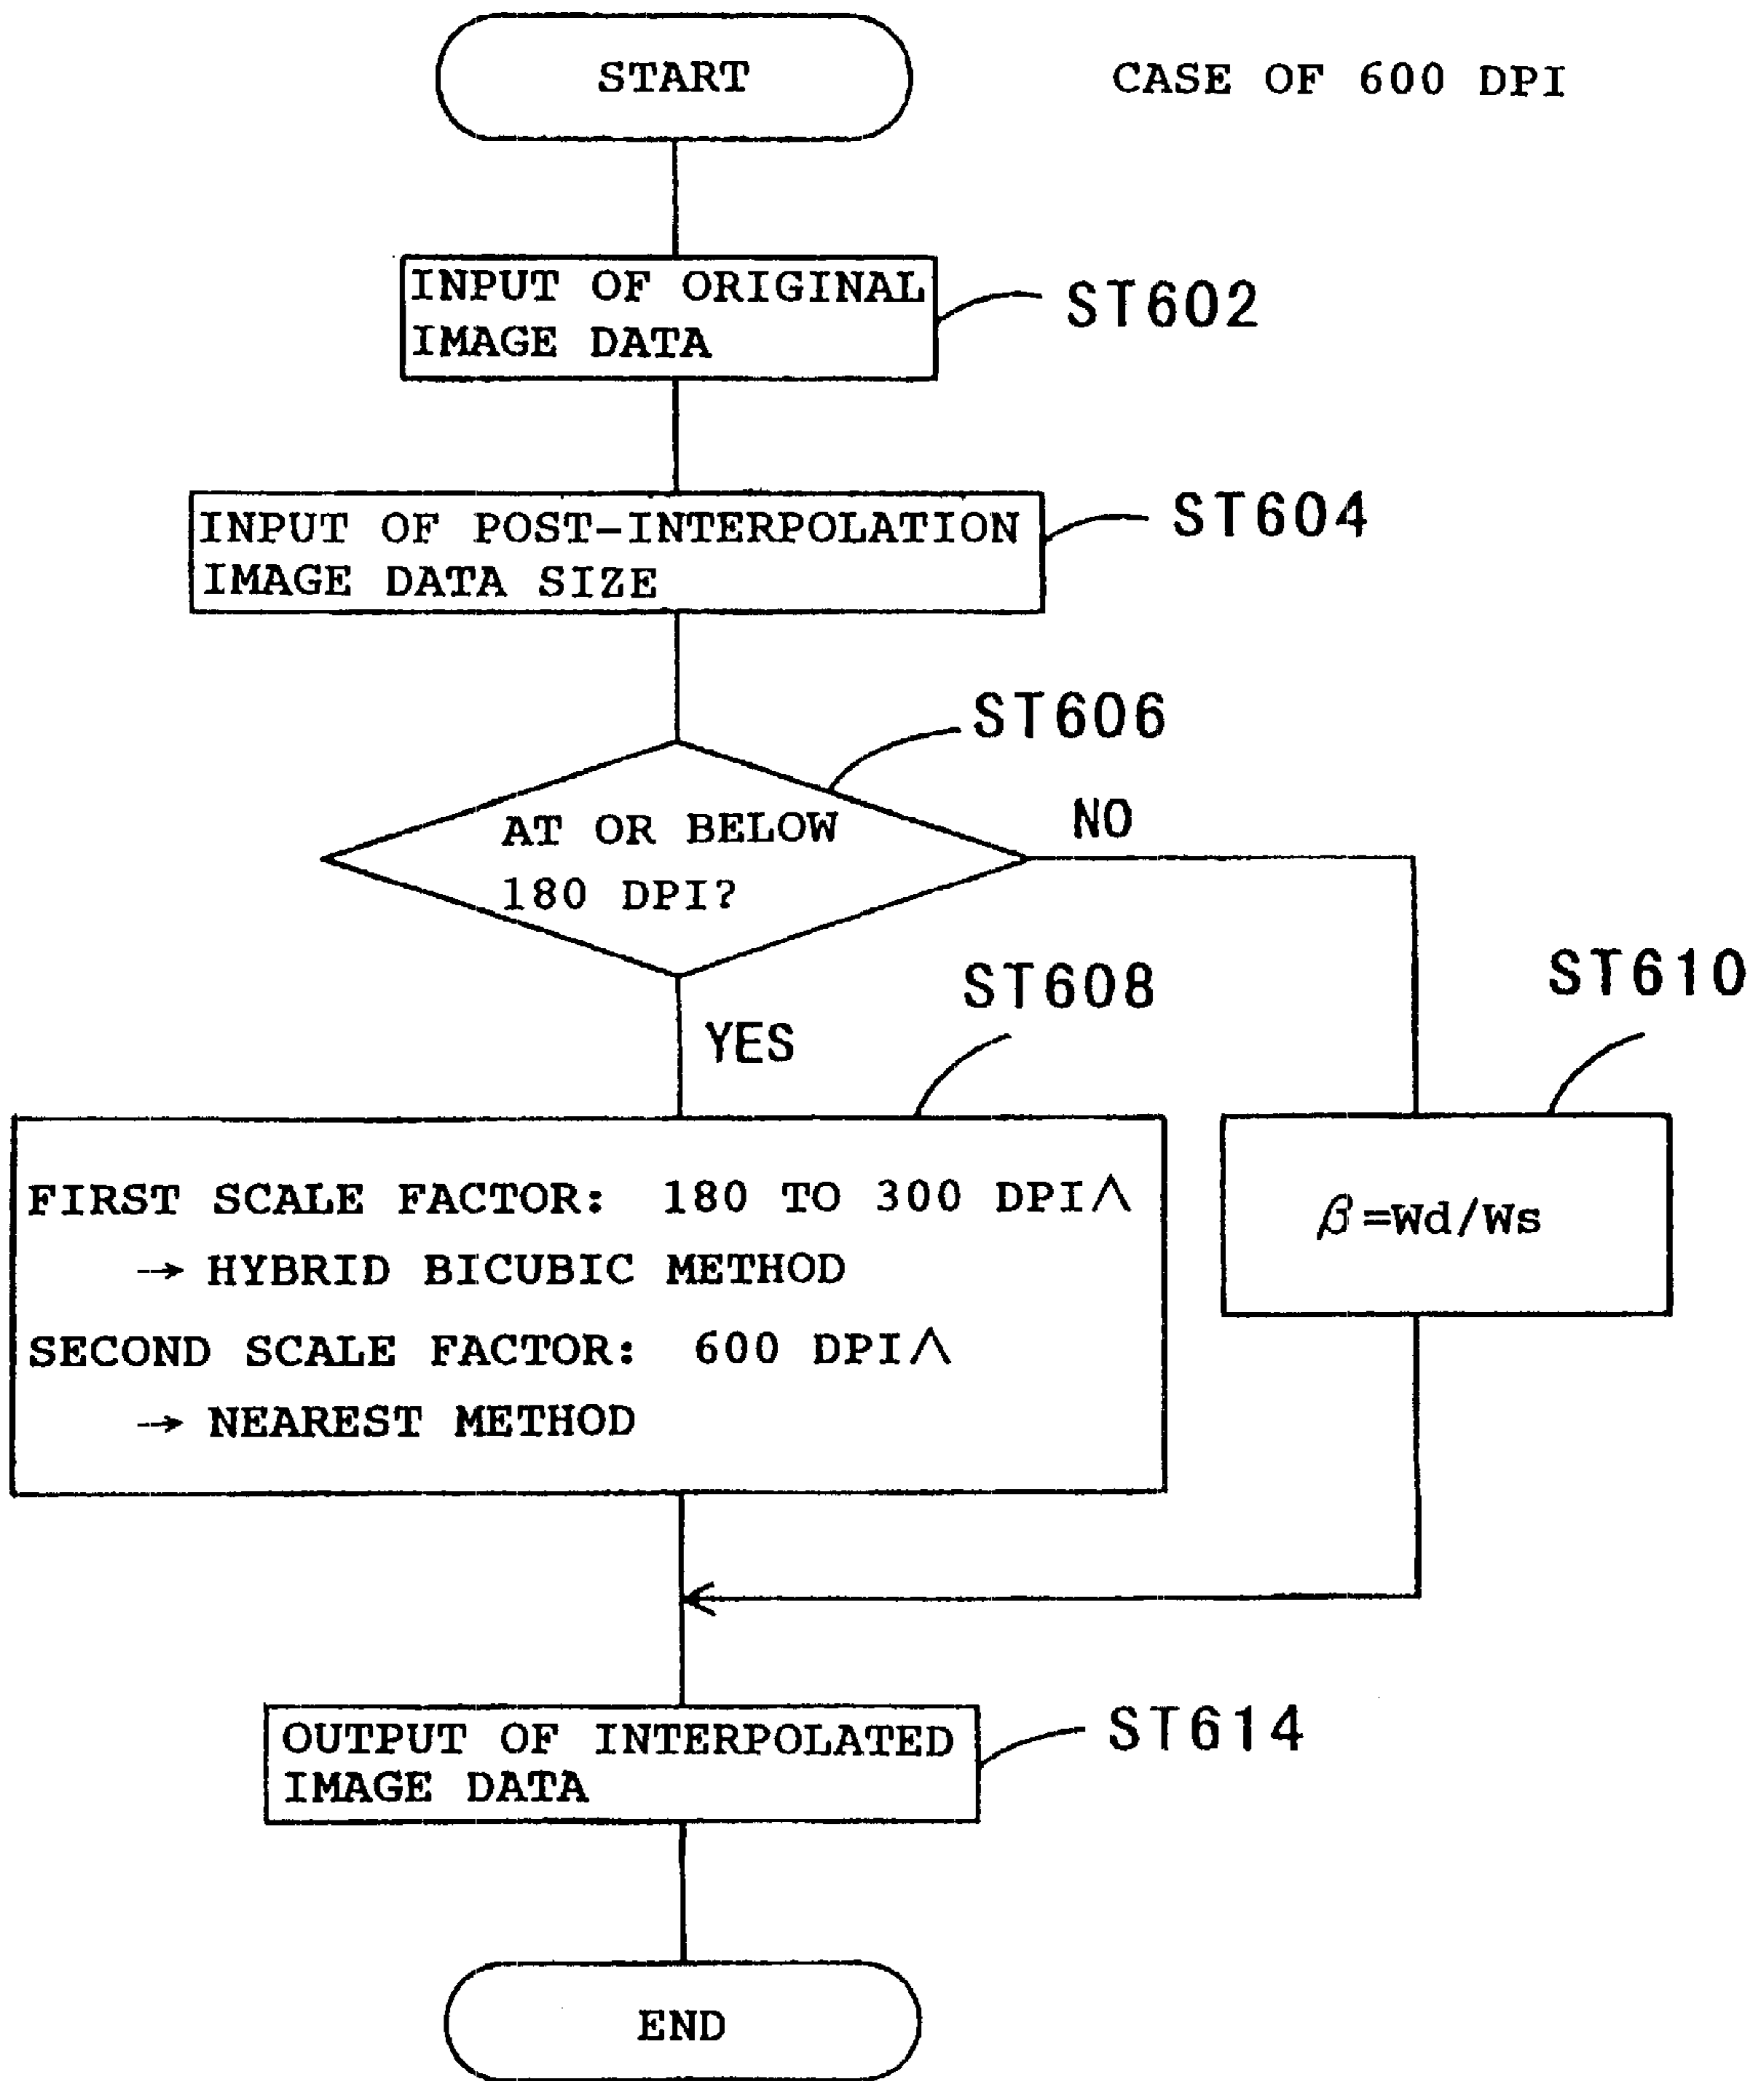 START
CASE OF 600 DPI
INPUT OF ORIGINAL
IMAGE DATA
ST602
INPUT OF POST-INTERPOLATION
IMAGE DATA SIZE
ST604
ST606
AT OR BELOW
180 DPI?
NO
YES
ST608
ST610
FIRST SCALE FACTOR: 180 TO 300 DPI∧
→ HYBRID BICUBIC METHOD
SECOND SCALE FACTOR: 600 DPI∧
→ NEAREST METHOD
β=Wd/Ws
OUTPUT OF INTERPOLATED
IMAGE DATA
ST614
END